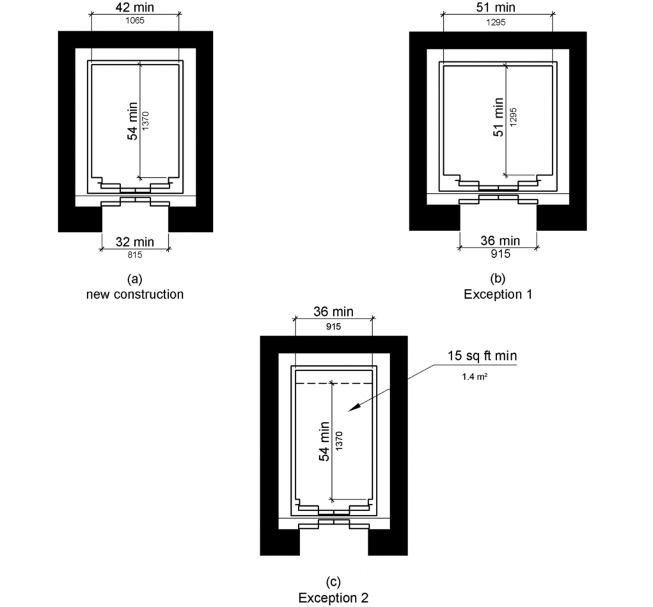 42 min
1065
54 min
1370
32 min
815
(a)
new construction
51 min
1295
51 min
1295
36 min
915
(b)
Exception 1
36 min
915
15 sq ft min
1.4 m²
54 min
1370
(c)
Exception 2